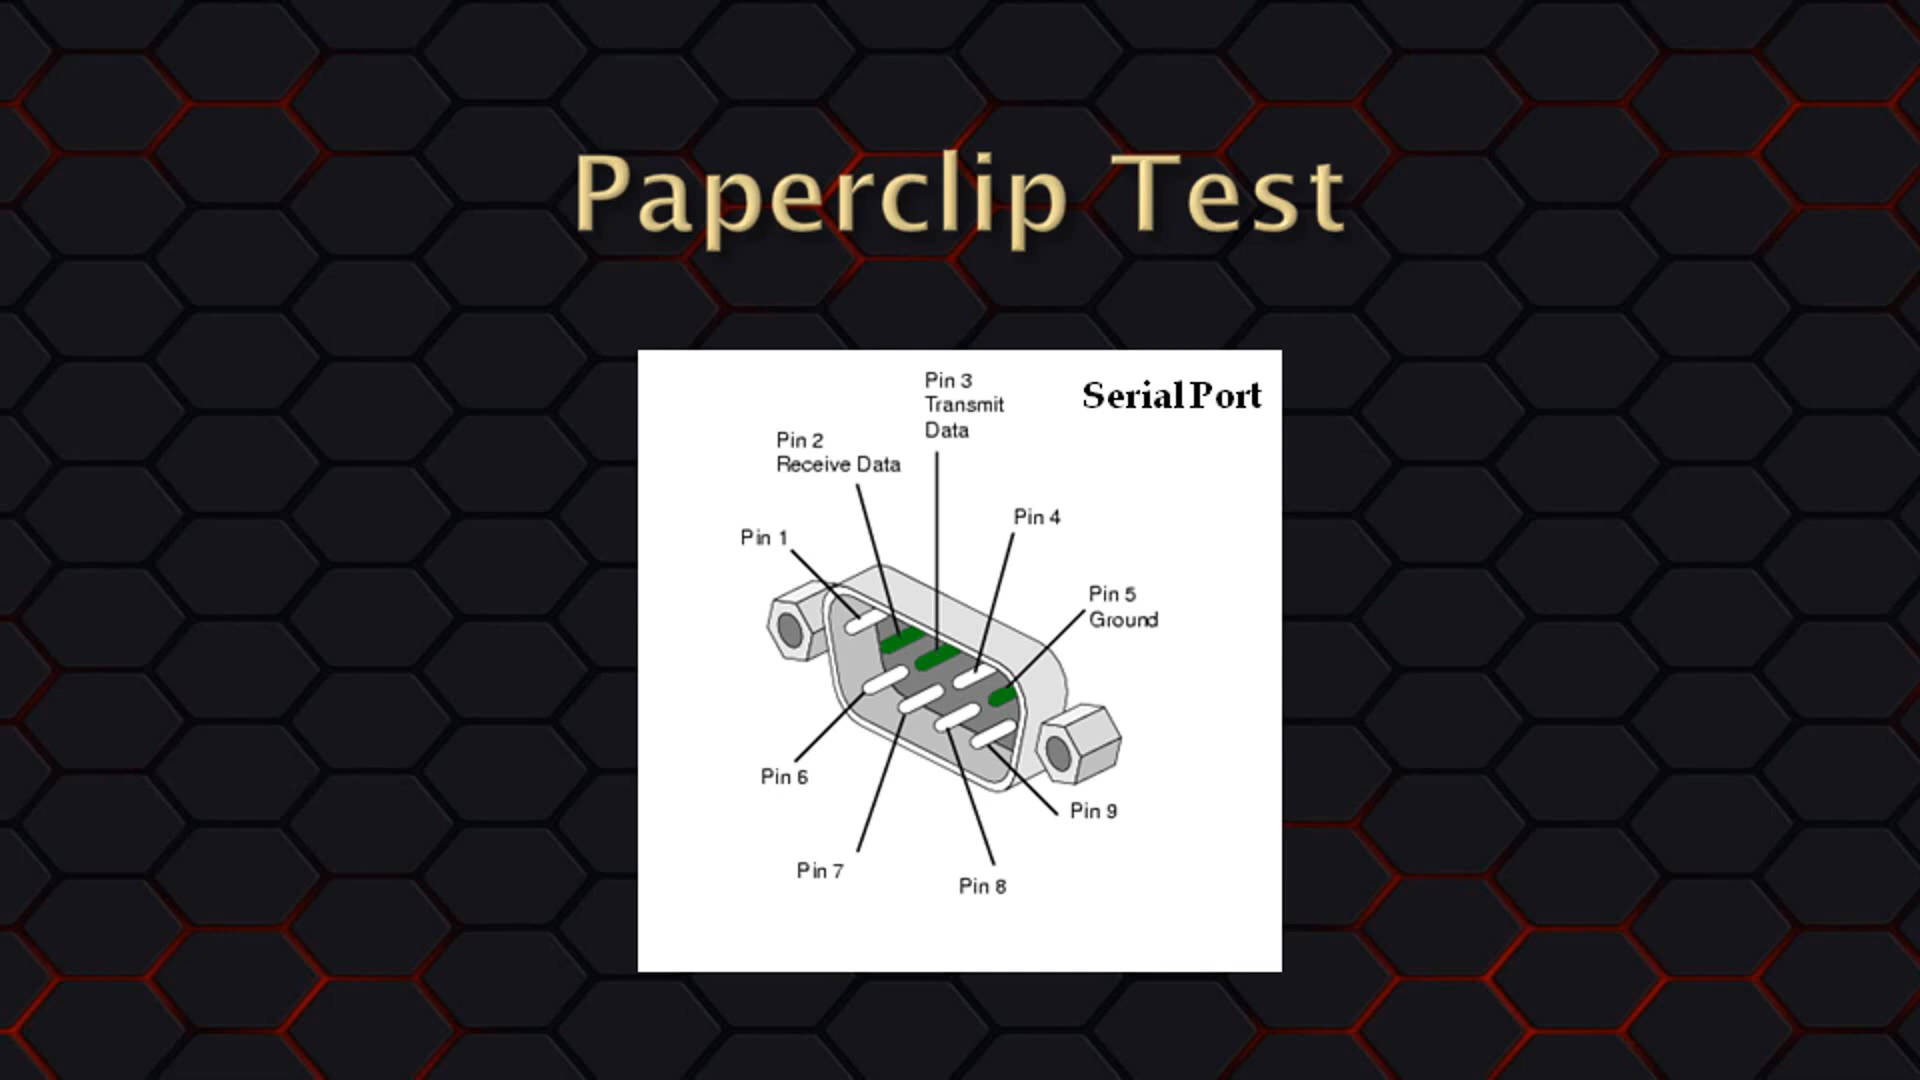 Paperclip Test
Serial Port
Pin 3
Transmit
Data
Pin 2
Receive Data
Pin 4
Pin 1
Pin 5
Ground
Pin 6
Pin 9
Pin 7
Pin 8